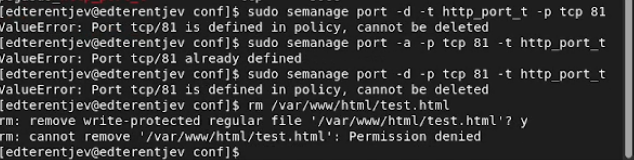 [edterentjev@edterentjev conf]$ sudo semanage port -d -t http_port_t -p tcp 81
ValueError: Port tcp/81 is defined in policy, cannot be deleted
[edterentjev@edterentjev conf]$ sudo semanage port -a -p tcp 81 -t http_port_t
ValueError: Port tcp/81 already defined
[edterentjev@edterentjev conf]$ sudo semanage port -d -p tcp 81 -t http_port_t
ValueError: Port tcp/81 is defined in policy, cannot be deleted
[edterentjev@edterentjev conf]$ rm /var/www/html/test.html
rm: remove write-protected regular file '/var/www/html/test.html'? y
rm: cannot remove '/var/www/html/test.html': Permission denied
[edterentjev@edterentjev conf]$